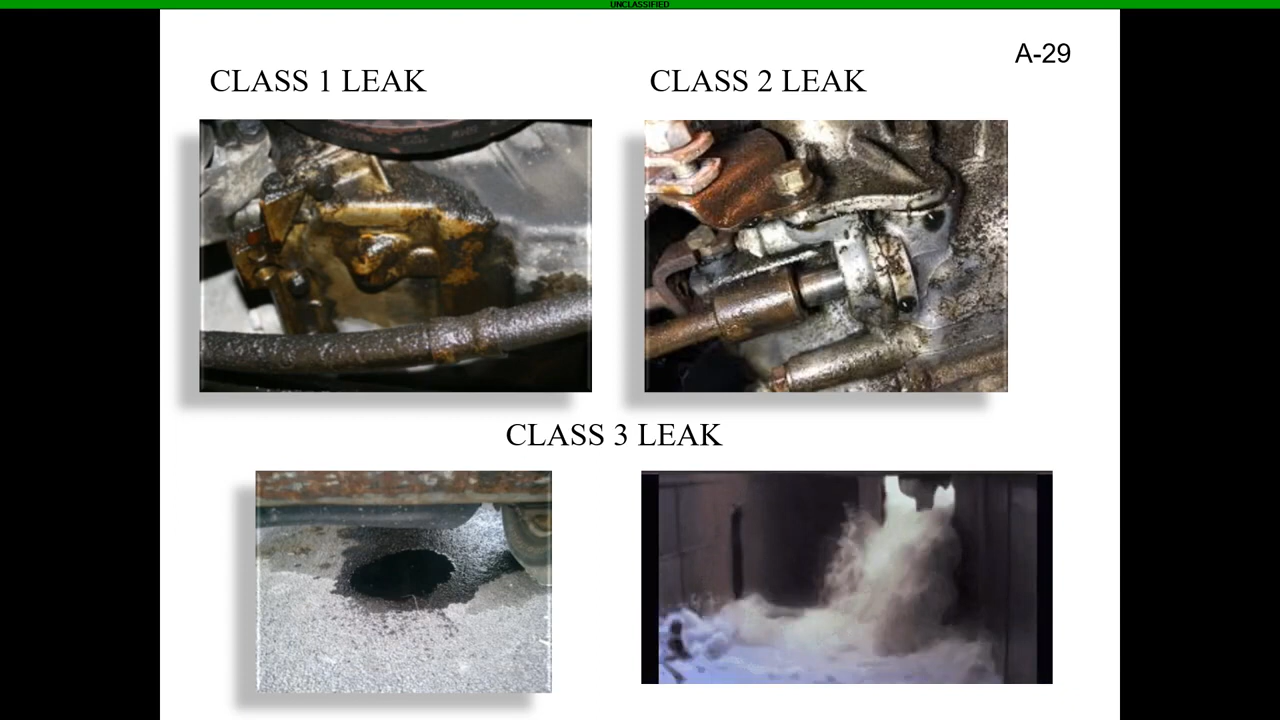 UNCLASSIFIED
A-29
CLASS 1 LEAK
CLASS 2 LEAK
CLASS 3 LEAK